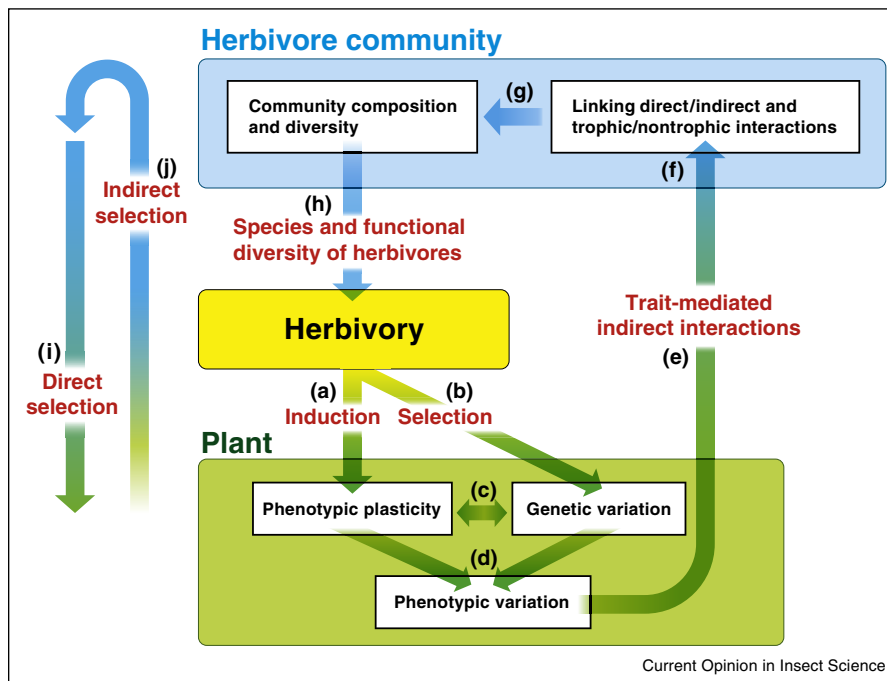 Herbivore community
Community composition
and diversity
(g)
Linking direct/indirect and
trophic/nontrophic interactions
(j)
Indirect
selection
(f)
(h)
Species and functional
diversity of herbivores
Herbivory
Trait-mediated
indirect interactions
(e)
(i)
Direct
selection
(a)
Induction
(b)
Selection
Plant
Phenotypic plasticity
(c)
Genetic variation
(d)
Phenotypic variation
Current Opinion in Insect Science